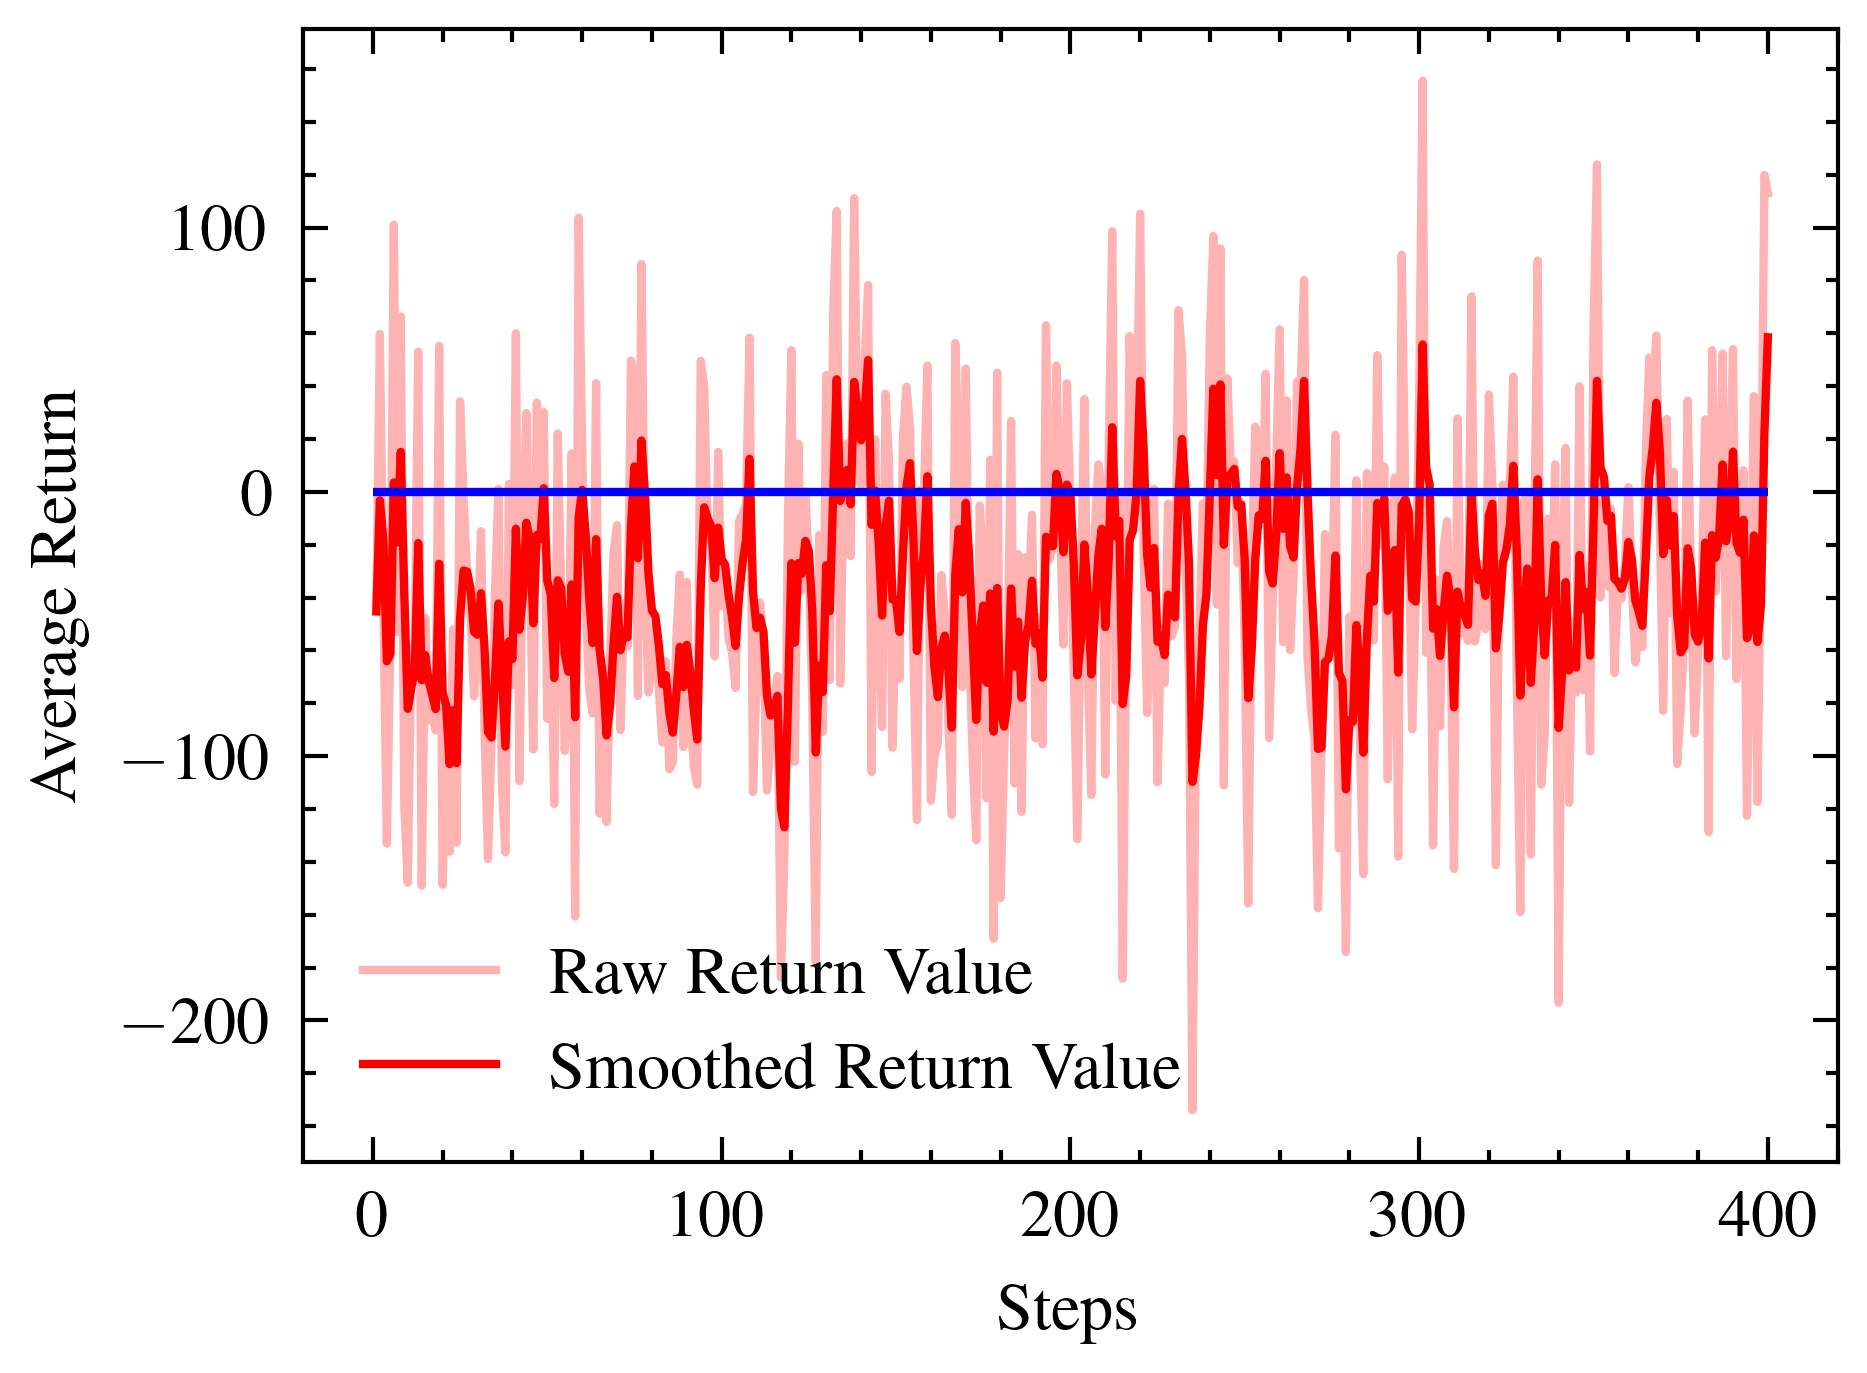 Average Return
100
0
−100
−200
Raw Return Value
Smoothed Return Value
0 100 200 300 400
Steps